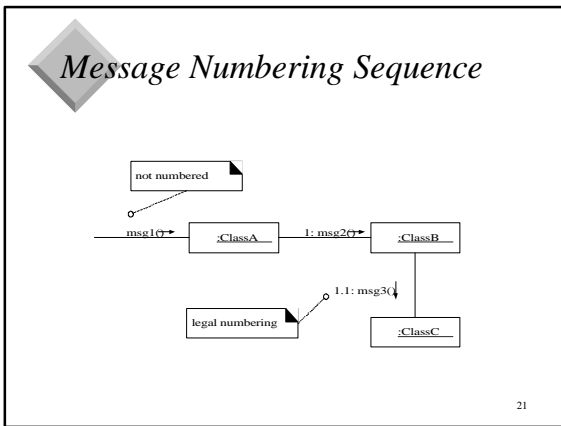 Message Numbering Sequence
not numbered
msg1()
:ClassA
1: msg2()
:ClassB
1.1: msg3()
legal numbering
:ClassC
21